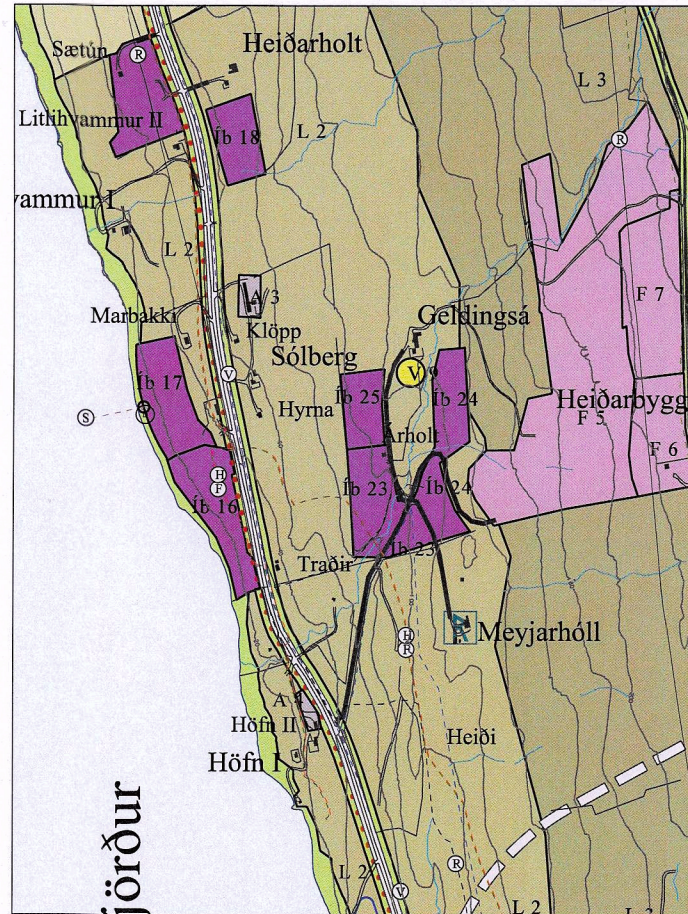 Sætún
R
Heiðarholt
L 3
Litlihvammur II
Íb 18
L 2
R
vammur I
L 2
F 7
A 3
Marbakki
Klöpp
Geldingsá
Sólberg
V
V
Íb 17
Íb 25
Íb 24
Hyrna
Heiðarbygg
S
F 5
Árholt
F 6
H
F
Íb 23
Íb 24
Íb 16
Íb 23
Traðir
H
R
Meyjarhóll
A
Höfn II
Heiði
Höfn I
jörður
R
L 2
V
L 2
L 3